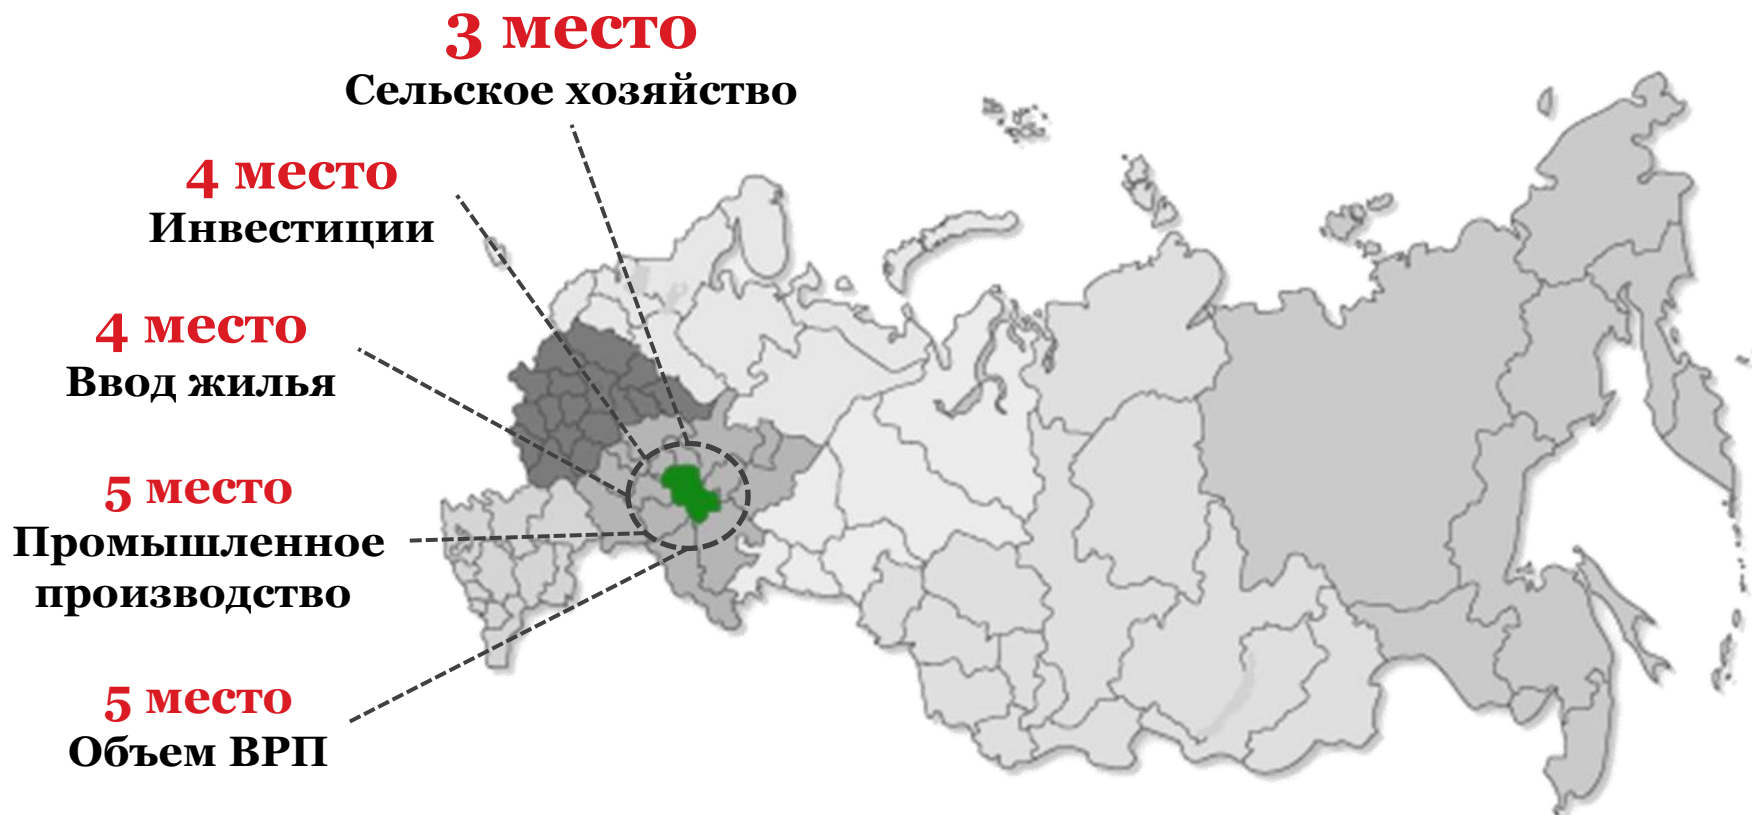 3 место
Сельское хозяйство
4 место
Инвестиции
4 место
Ввод жилья
5 место
Промышленное
производство
5 место
Объем ВРП